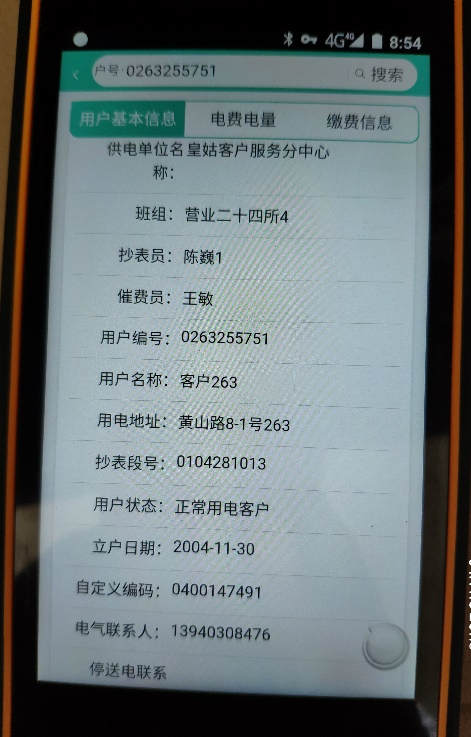 4G 4G 8:54
户号:0263255751 搜索
用户基本信息 电费电量 缴费信息
供电单位名 皇姑客户服务分中心
称:
班组: 营业二十四所4
抄表员: 陈巍1
催费员: 王敏
用户编号: 0263255751
用户名称: 客户263
用电地址: 黄山路8-1号263
抄表段号: 0104281013
用户状态: 正常用电客户
立户日期: 2004-11-30
自定义编码: 0400147491
电气联系人: 13940308476
停送电联系